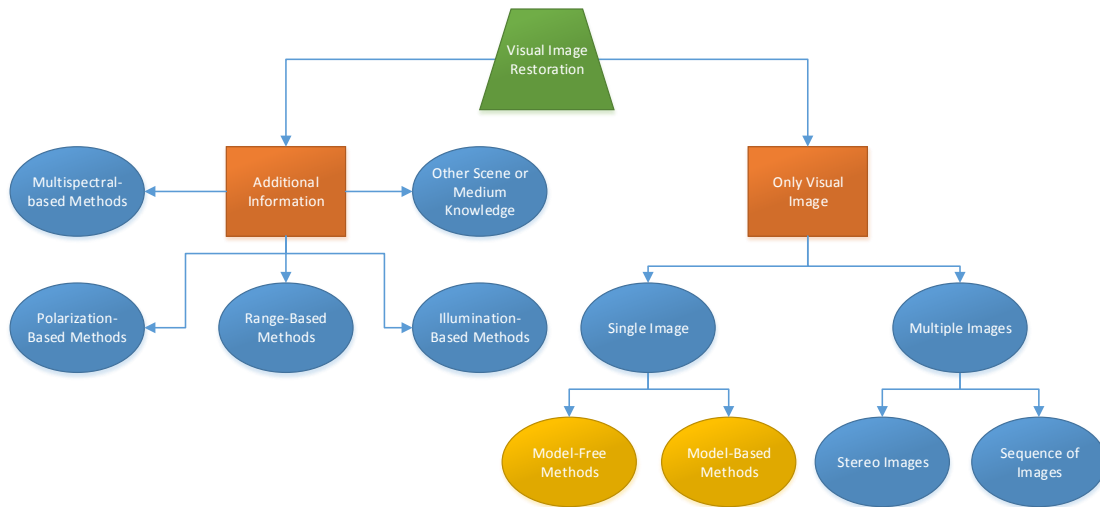 Visual Image
Restoration
Multispectral-
based Methods
Additional
Information
Other Scene or
Medium
Knowledge
Only Visual
Image
Polarization-
Based Methods
Range-Based
Methods
Illumination-
Based Methods
Single Image
Multiple Images
Model-Free
Methods
Model-Based
Methods
Stereo Images
Sequence of
Images